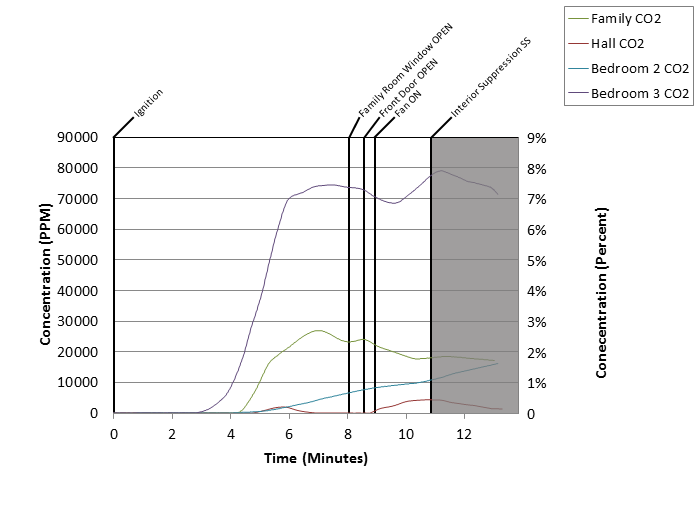 Family CO2
Hall CO2
Bedroom 2 CO2
Bedroom 3 CO2
Ignition
Family Room Window OPEN
Front Door OPEN
Fan ON
Interior Suppression SS
90000
80000
70000
60000
50000
40000
30000
20000
10000
0
9%
8%
7%
6%
5%
4%
3%
2%
1%
0
Concentration (PPM)
Conecentration (Percent)
0 2 4 6 8 10 12
Time (Minutes)